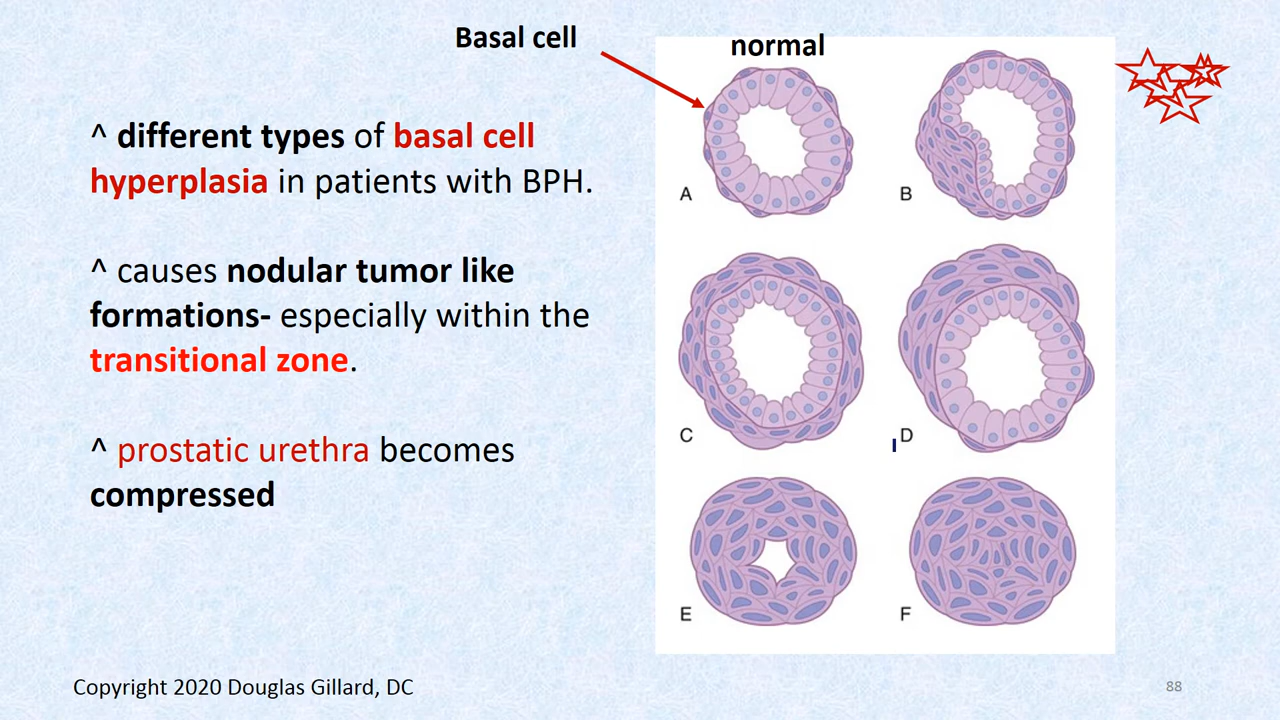 Basal cell
normal
^ different types of basal cell
hyperplasia in patients with BPH.
^ causes nodular tumor like
formations- especially within the
transitional zone.
^ prostatic urethra becomes
compressed
A
B
C
D
E
F
Copyright 2020 Douglas Gillard, DC
88